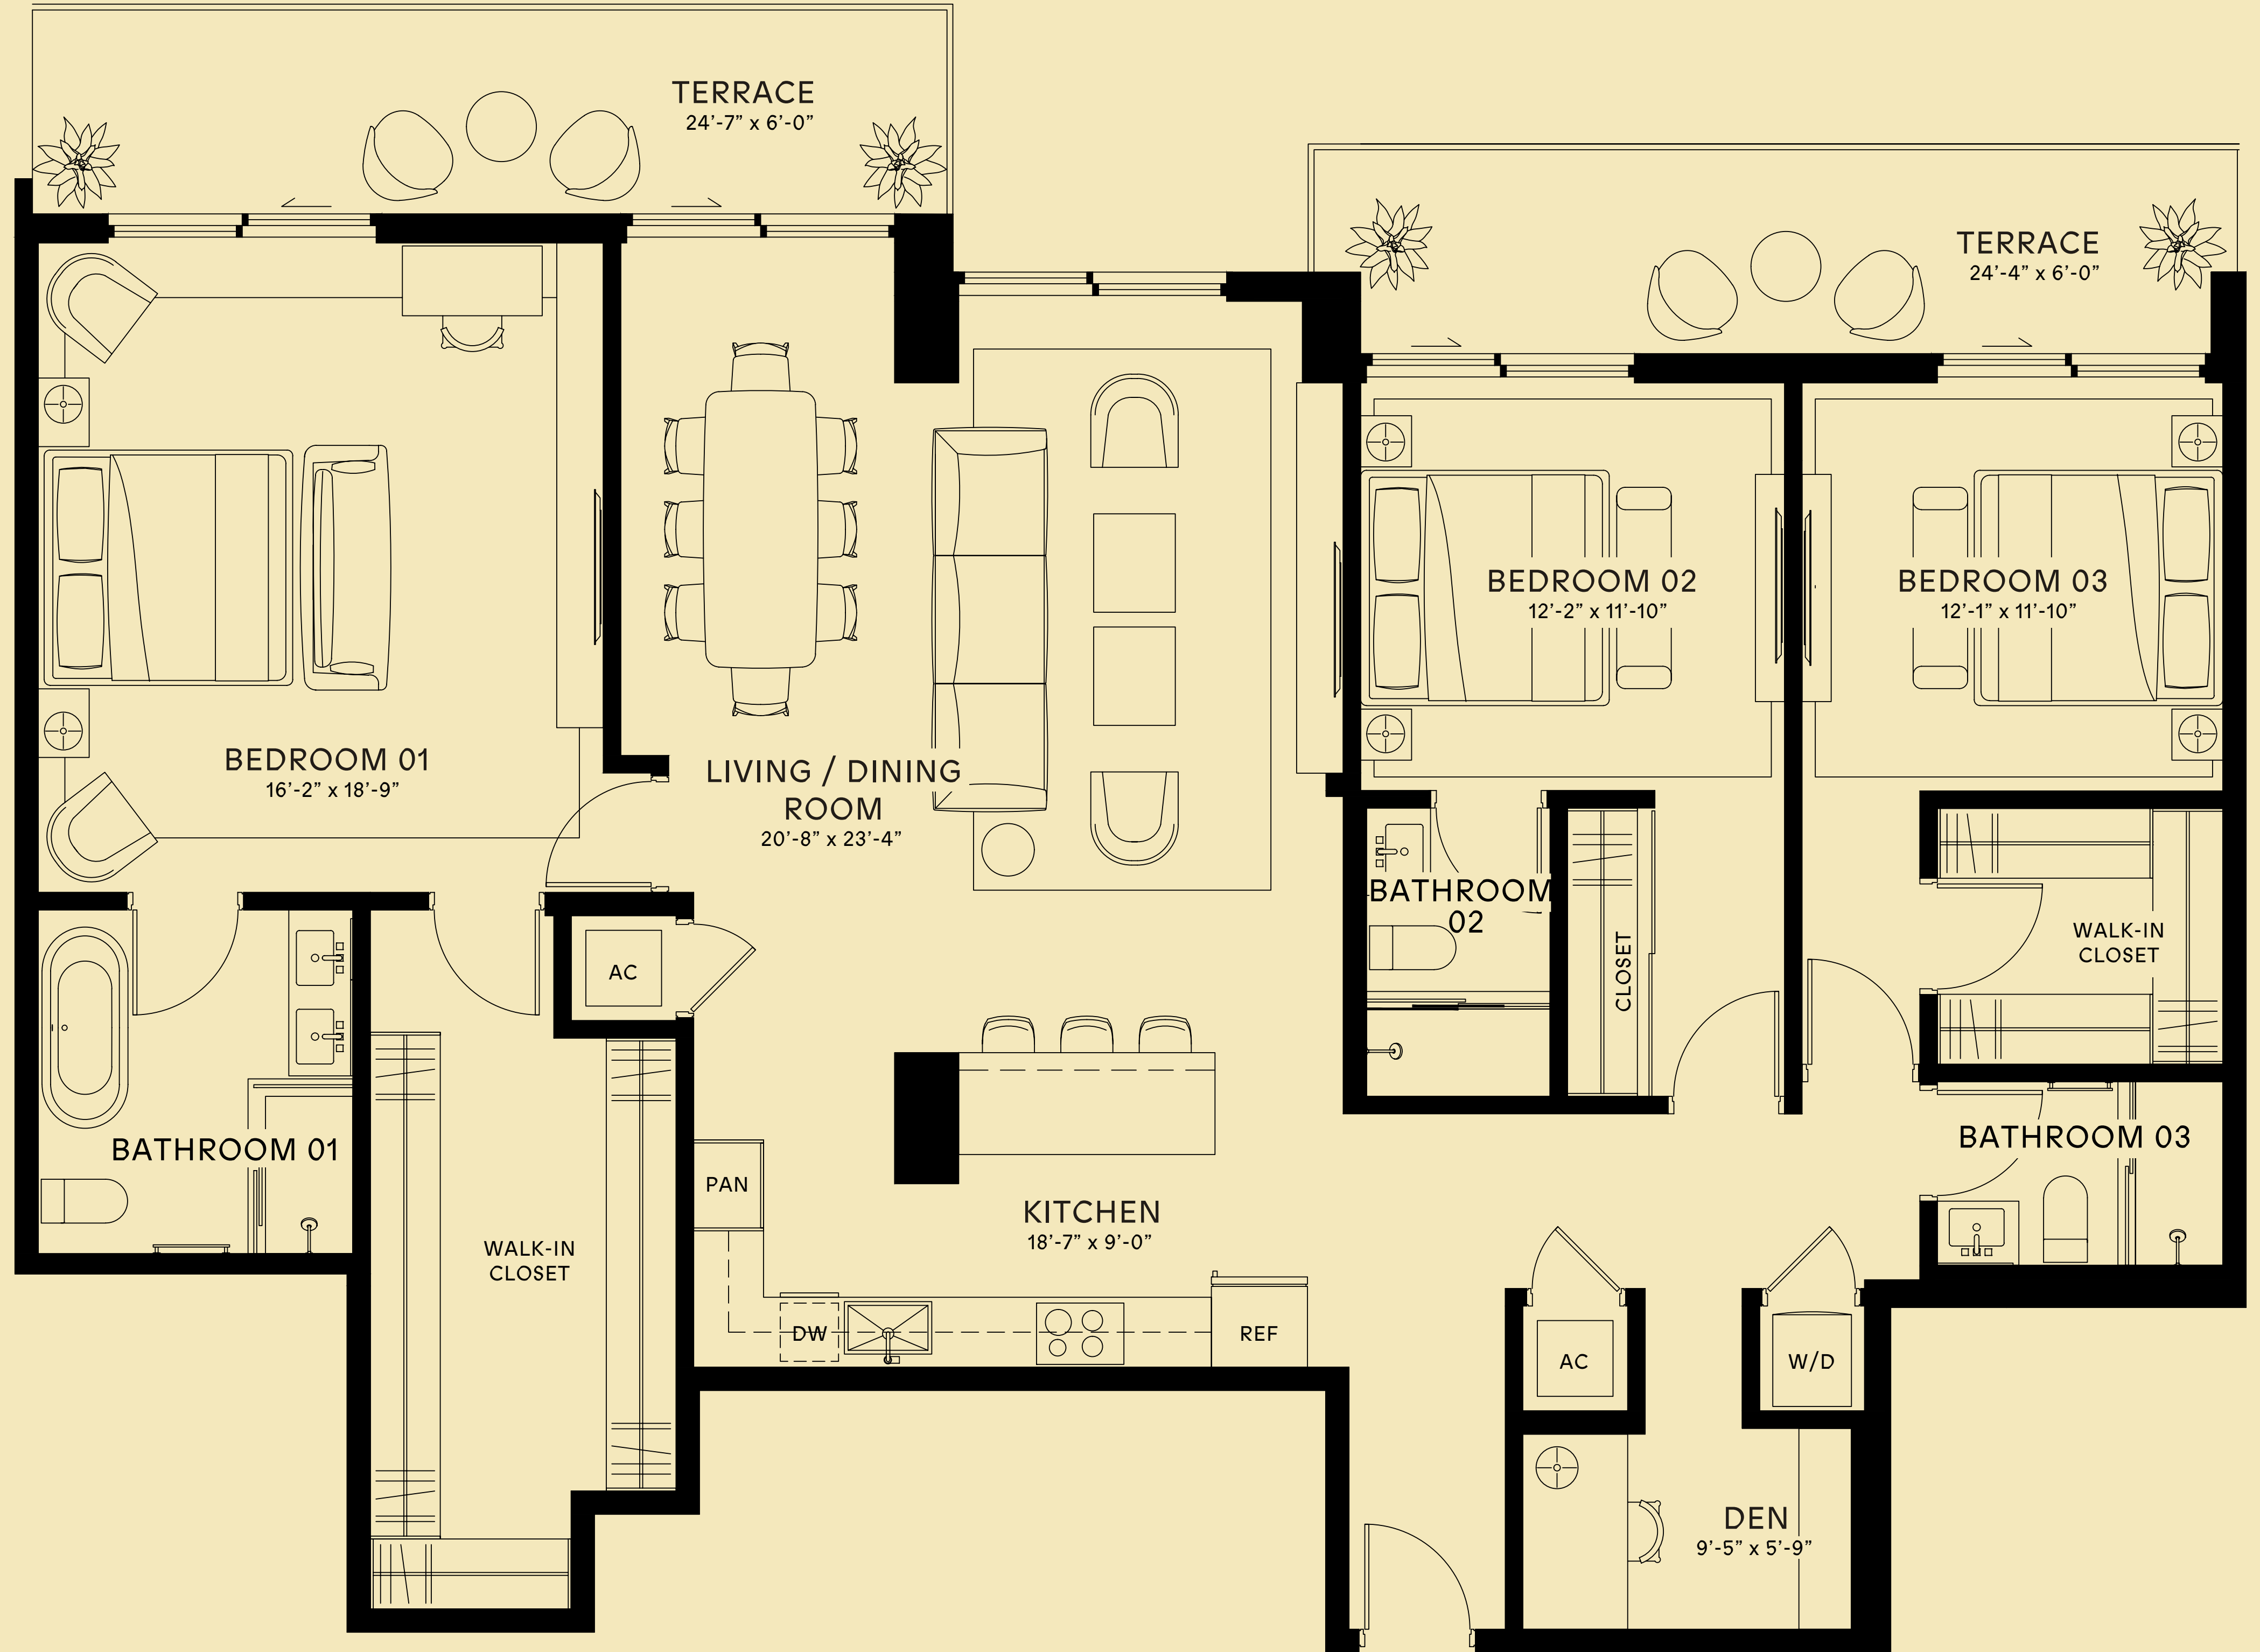 TERRACE
24’-7” x 6’-0”
TERRACE
24’-4” x 6’-0”
BEDROOM 01
16’-2” x 18’-9”
LIVING / DINING
ROOM
20’-8” x 23’-4”
BEDROOM 02
12’-2” x 11’-10”
BEDROOM 03
12’-1” x 11’-10”
BATHROOM
02
CLOSET
WALK-IN
CLOSET
AC
BATHROOM 01
BATHROOM 03
PAN
KITCHEN
18’-7” x 9’-0”
WALK-IN
CLOSET
DW
REF
AC
W/D
DEN
9’-5” x 5’-9”